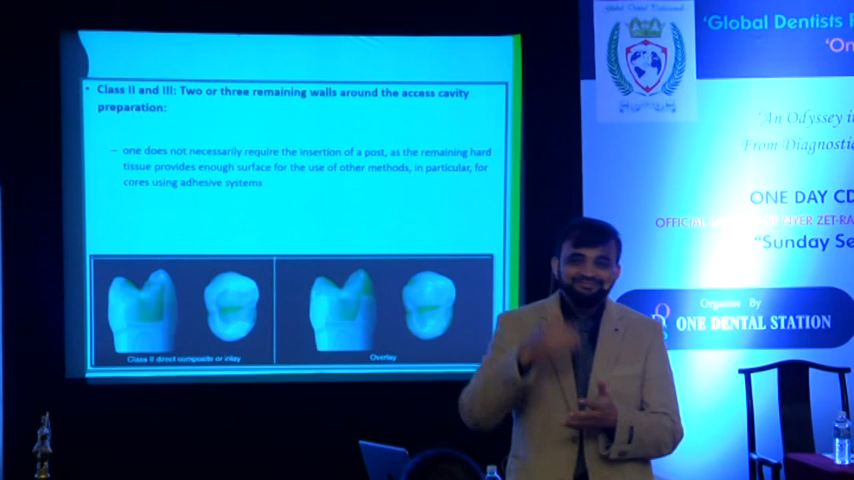 • Class II and III: Two or three remaining walls around the access cavity
preparation:
– one does not necessarily require the insertion of a post, as the remaining hard
tissue provides enough surface for the use of other methods, in particular, for
cores using adhesive systems
Class II direct composite or inlay
Overlay
'Global Dentists
'On
'An Odyssey i
From Diagnostic
ONE DAY CD
OFFICIAL
"Sunday Se
Organise By
ONE DENTAL STATION